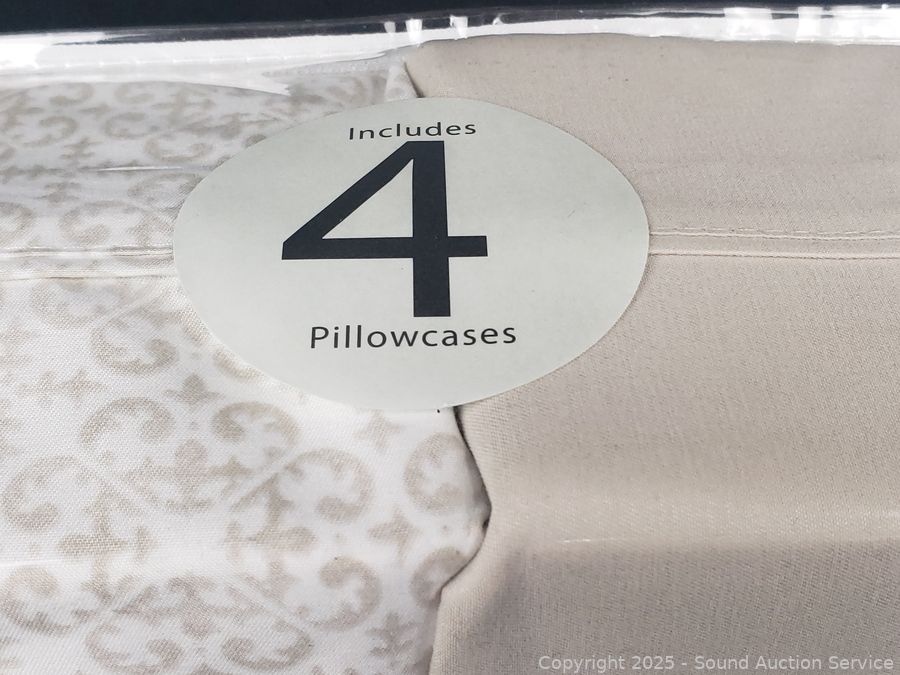 Includes
4
Pillowcases
Copyright 2025 - Sound Auction Service